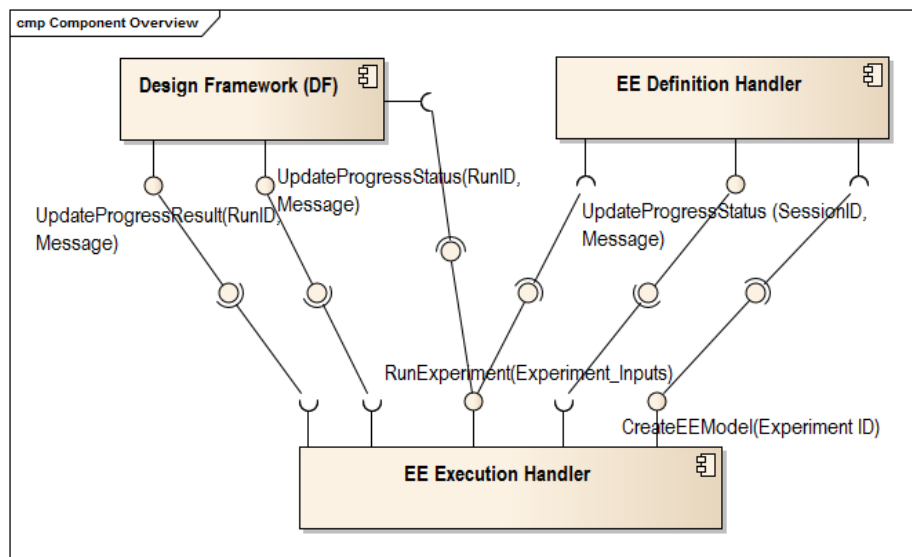 cmp Component Overview
Design Framework (DF)
EE Definition Handler
UpdateProgressStatus(RunID,
Message)
UpdateProgressResult(RunID,
Message)
UpdateProgressStatus (SessionID,
Message)
RunExperiment(Experiment_Inputs)
CreateEEModel(Experiment ID)
EE Execution Handler